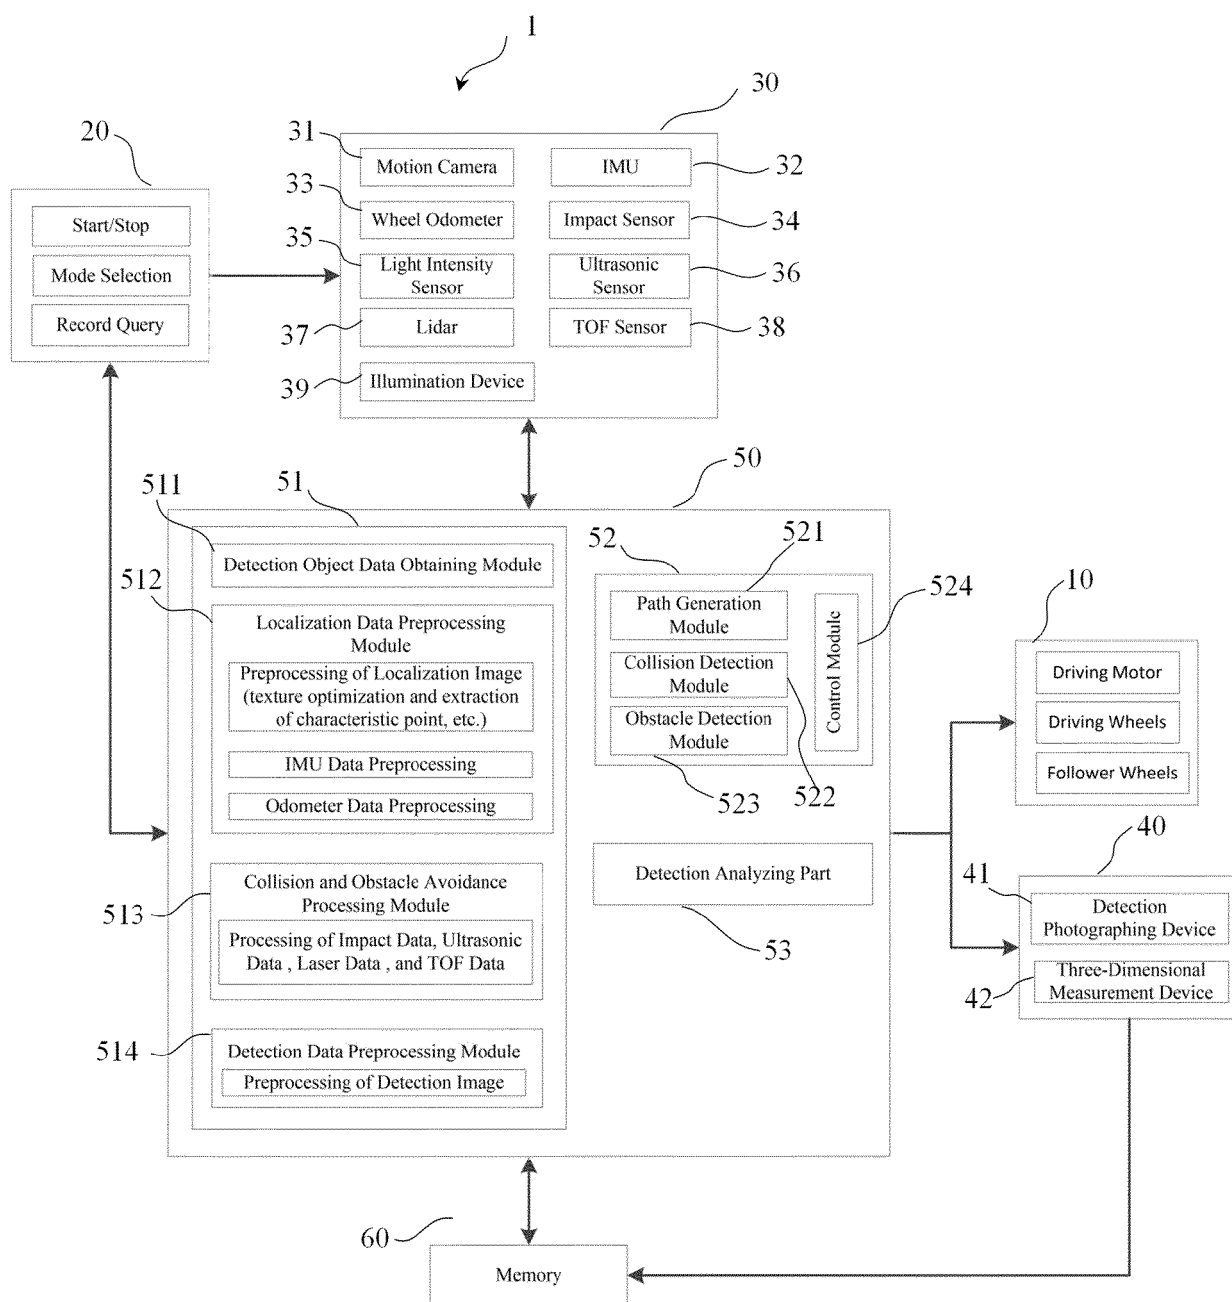 1
30
20
31
Motion Camera
IMU
32
33
Start/Stop
Wheel Odometer
Impact Sensor
34
35
Mode Selection
Light Intensity
Sensor
Ultrasonic
Sensor
36
Record Query
37
Lidar
TOF Sensor
38
39
Illumination Device
50
51
511
Detection Object Data Obtaining Module
52
521
512
Path Generation
Module
524
10
Localization Data Preprocessing
Module
Collision Detection
Module
Control Module
Driving Motor
Preprocessing of Localization Image
(texture optimization and extraction
of characteristic point, etc.)
Obstacle Detection
Module
Driving Wheels
IMU Data Preprocessing
523
522
Follower Wheels
Odometer Data Preprocessing
40
Detection Analyzing Part
41
Collision and Obstacle Avoidance
Processing Module
513
Detection
Photographing Device
Processing of Impact Data, Ultrasonic
Data , Laser Data , and TOF Data
53
42
Three-Dimensional
Measurement Device
514
Detection Data Preprocessing Module
Preprocessing of Detection Image
60
Memory